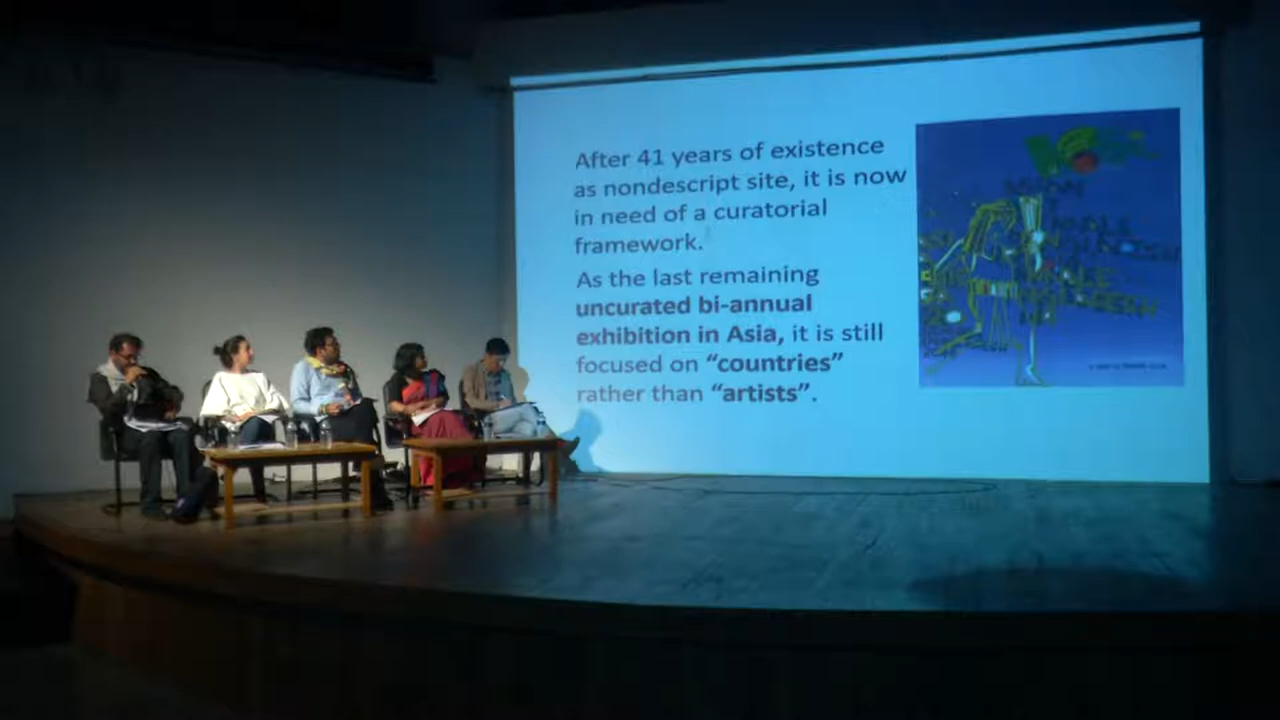 After 41 years of existence
as nondescript site, it is now
in need of a curatorial
framework.
As the last remaining
uncurated bi-annual
exhibition in Asia, it is still
focused on “countries”
rather than “artists”.